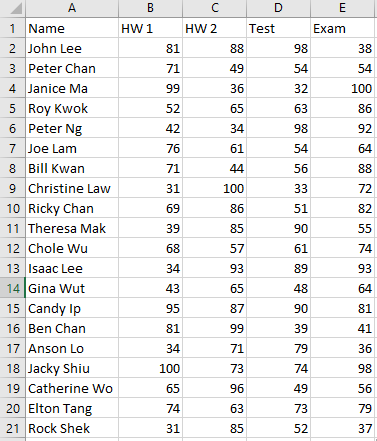 A B C D E
1 Name HW 1 HW 2 Test Exam
2 John Lee 81 88 98 38
3 Peter Chan 71 49 54 54
4 Janice Ma 99 36 32 100
5 Roy Kwok 52 65 63 86
6 Peter Ng 42 34 98 92
7 Joe Lam 76 61 54 64
8 Bill Kwan 71 44 56 88
9 Christine Law 31 100 33 72
10 Ricky Chan 69 86 51 82
11 Theresa Mak 39 85 90 55
12 Chole Wu 68 57 61 74
13 Isaac Lee 34 93 89 93
14 Gina Wut 43 65 48 64
15 Candy Ip 95 87 90 81
16 Ben Chan 81 99 39 41
17 Anson Lo 34 71 79 36
18 Jacky Shiu 100 73 74 98
19 Catherine Wo 65 96 49 56
20 Elton Tang 74 63 73 79
21 Rock Shek 31 85 52 37